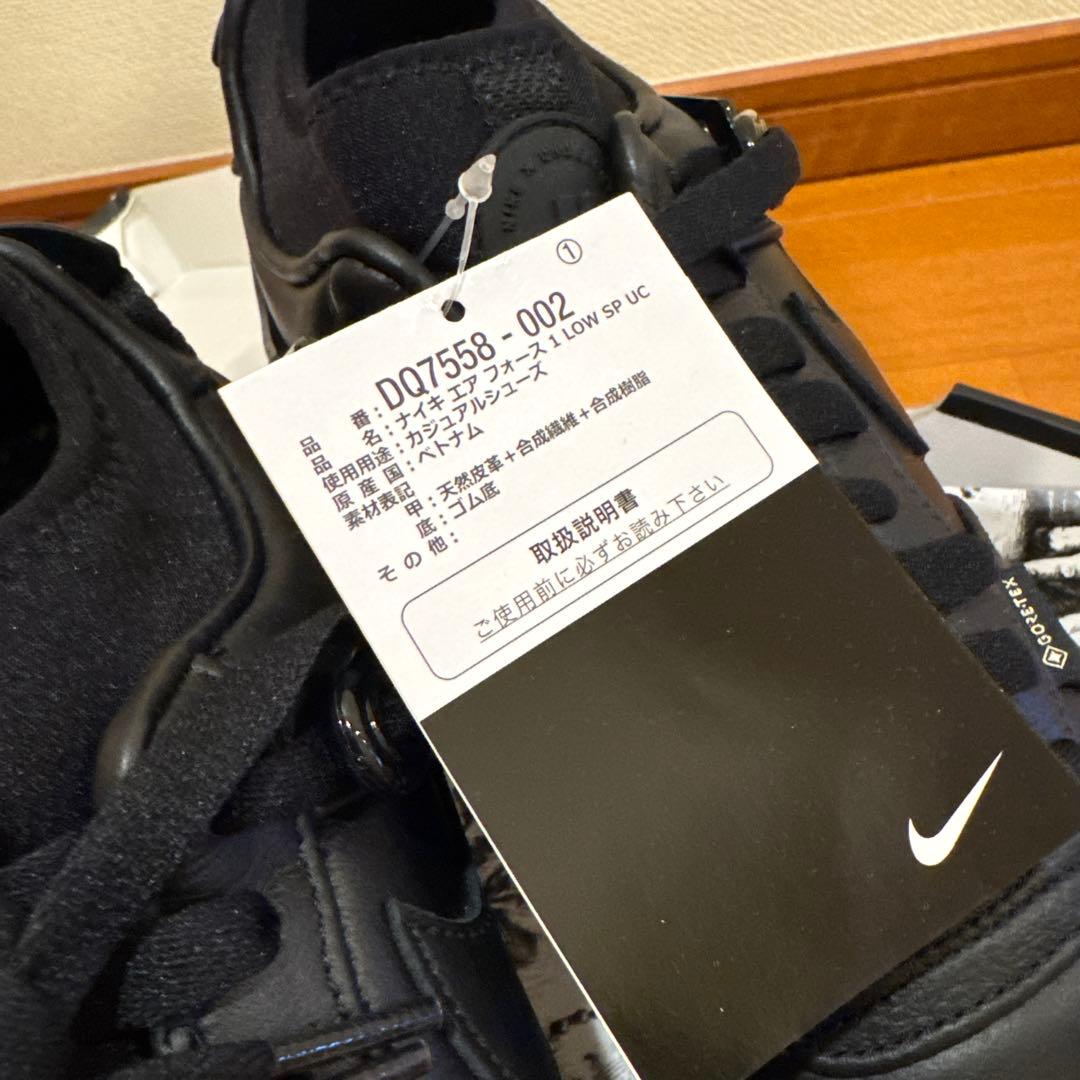 ①
品番：DQ7558-002
品名：ナイキ エア フォース 1 LOW SP UC
使用用途：カジュアルシューズ
原産国：ベトナム
素材表記
甲：天然皮革＋合成繊維＋合成樹脂
底：ゴム底
その他：
取扱説明書
ご使用前に必ずお読み下さい
GORE-TEX